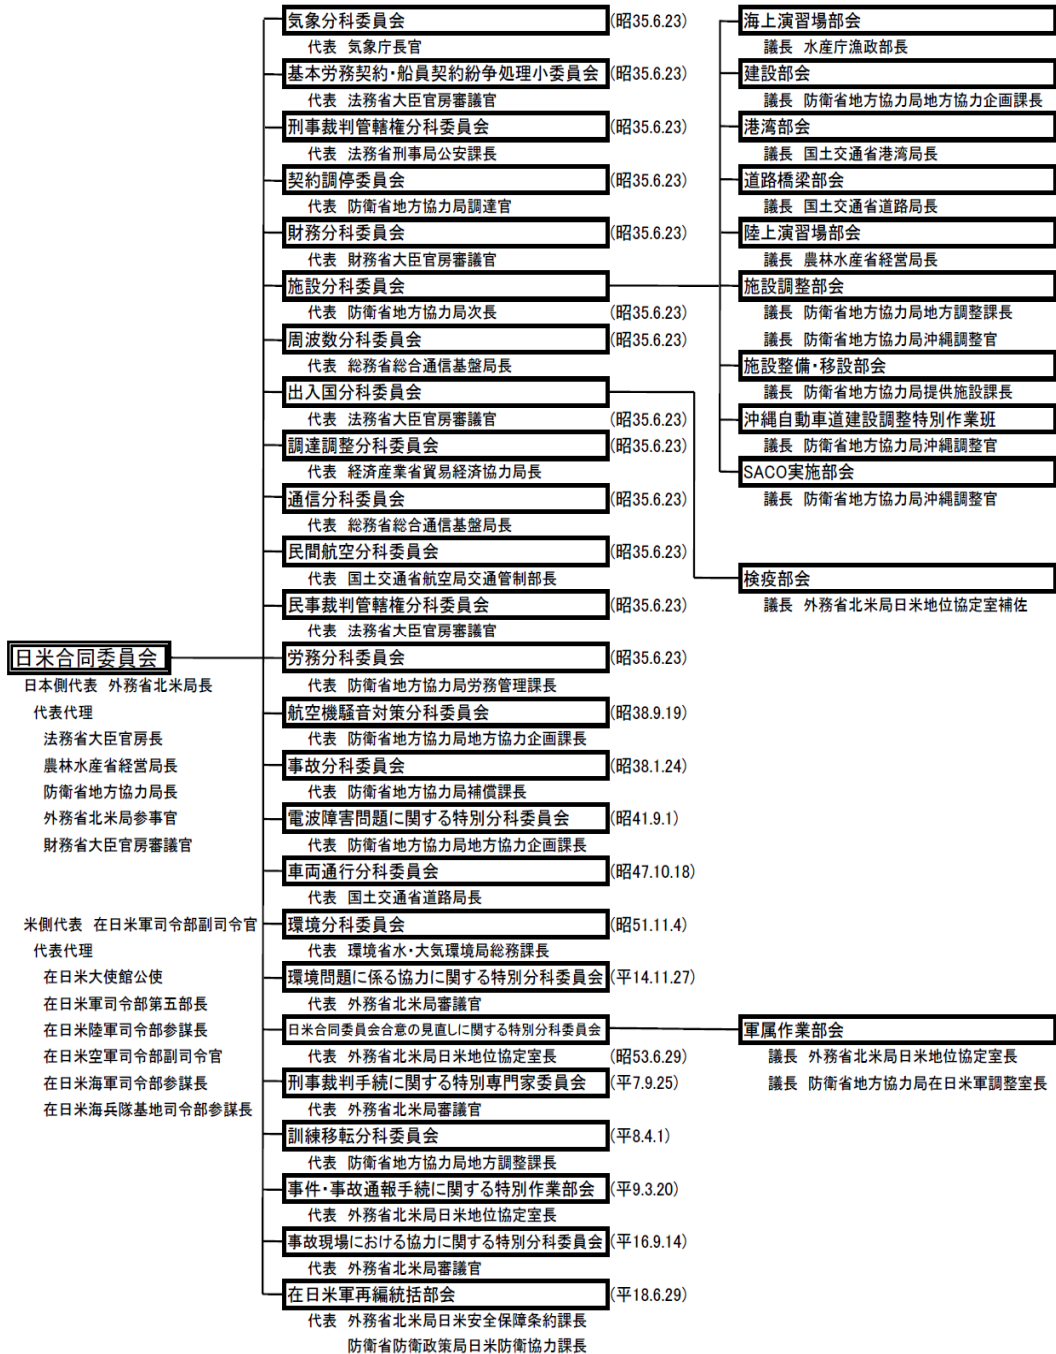 気象分科委員会 (昭35.6.23)
代表 気象庁長官
基本労務契約・船員契約紛争処理小委員会 (昭35.6.23)
代表 法務省大臣官房審議官
刑事裁判管轄権分科委員会 (昭35.6.23)
代表 法務省刑事局公安課長
契約調停委員会 (昭35.6.23)
代表 防衛省地方協力局調達官
財務分科委員会 (昭35.6.23)
代表 財務省大臣官房審議官
施設分科委員会
代表 防衛省地方協力局次長 (昭35.6.23)
周波数分科委員会 (昭35.6.23)
代表 総務省総合通信基盤局長
出入国分科委員会
代表 法務省大臣官房審議官 (昭35.6.23)
調達調整分科委員会 (昭35.6.23)
代表 経済産業省貿易経済協力局長
通信分科委員会 (昭35.6.23)
代表 総務省総合通信基盤局長
民間航空分科委員会 (昭35.6.23)
代表 国土交通省航空局交通管制部長
民事裁判管轄権分科委員会 (昭35.6.23)
代表 法務省大臣官房審議官
労務分科委員会 (昭35.6.23)
代表 防衛省地方協力局労務管理課長
航空機騒音対策分科委員会 (昭38.9.19)
代表 防衛省地方協力局地方協力企画課長
事故分科委員会 (昭38.1.24)
代表 防衛省地方協力局補償課長
電波障害問題に関する特別分科委員会 (昭41.9.1)
代表 防衛省地方協力局地方協力企画課長
車両通行分科委員会 (昭47.10.18)
代表 国土交通省道路局長
環境分科委員会 (昭51.11.4)
代表 環境省水・大気環境局総務課長
環境問題に係る協力に関する特別分科委員会 (平14.11.27)
代表 外務省北米局審議官
日米合同委員会合意の見直しに関する特別分科委員会
代表 外務省北米局日米地位協定室長 (昭53.6.29)
刑事裁判手続に関する特別専門家委員会 (平7.9.25)
代表 外務省北米局審議官
訓練移転分科委員会 (平8.4.1)
代表 防衛省地方協力局地方調整課長
事件・事故通報手続に関する特別作業部会 (平9.3.20)
代表 外務省北米局日米地位協定室長
事故現場における協力に関する特別分科委員会 (平16.9.14)
代表 外務省北米局審議官
在日米軍再編統括部会 (平18.6.29)
代表 外務省北米局日米安全保障条約課長
防衛省防衛政策局日米防衛協力課長
海上演習場部会
議長 水産庁漁政部長
建設部会
議長 防衛省地方協力局地方協力企画課長
港湾部会
議長 国土交通省港湾局長
道路橋梁部会
議長 国土交通省道路局長
陸上演習場部会
議長 農林水産省経営局長
施設調整部会
議長 防衛省地方協力局地方調整課長
議長 防衛省地方協力局沖縄調整官
施設整備・移設部会
議長 防衛省地方協力局提供施設課長
沖縄自動車道建設調整特別作業班
議長 防衛省地方協力局沖縄調整官
SACO実施部会
議長 防衛省地方協力局沖縄調整官
検疫部会
議長 外務省北米局日米地位協定室補佐
軍属作業部会
議長 外務省北米局日米地位協定室長
議長 防衛省地方協力局在日米軍調整室長
日米合同委員会
日本側代表 外務省北米局長
代表代理
法務省大臣官房長
農林水産省経営局長
防衛省地方協力局長
外務省北米局参事官
財務省大臣官房審議官
米側代表 在日米軍司令部副司令官
代表代理
在日米大使館公使
在日米軍司令部第五部長
在日米陸軍司令部参謀長
在日米空軍司令部副司令官
在日米海軍司令部参謀長
在日米海兵隊基地司令部参謀長